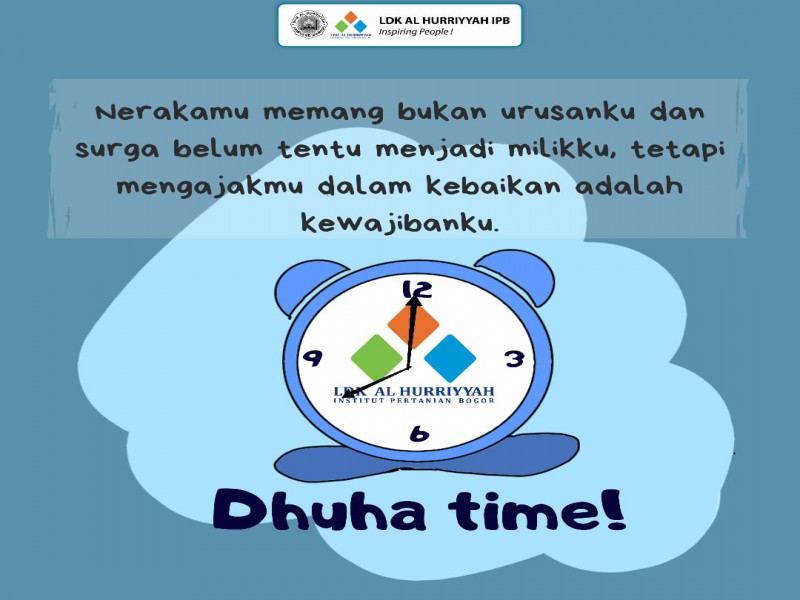 LDK AL HURRIYYAH IPB
Inspiring People!
Nerakamu memang bukan urusanku dan
surga belum tentu menjadi milikku, tetapi
mengajakmu dalam kebaikan adalah
kewajibanku.
12
9
3
LDK AL HURRIYYAH
INSTITUT PERTANIAN BOGOR
6
Dhuha time!